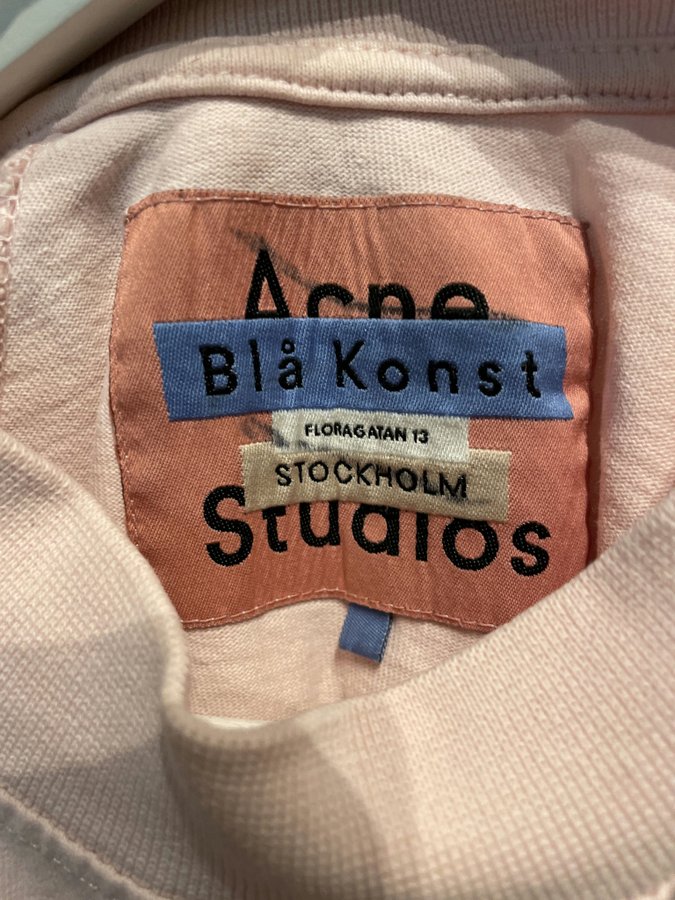 Acne
Blå Konst
FLORAGATAN 13
STOCKHOLM
Studios